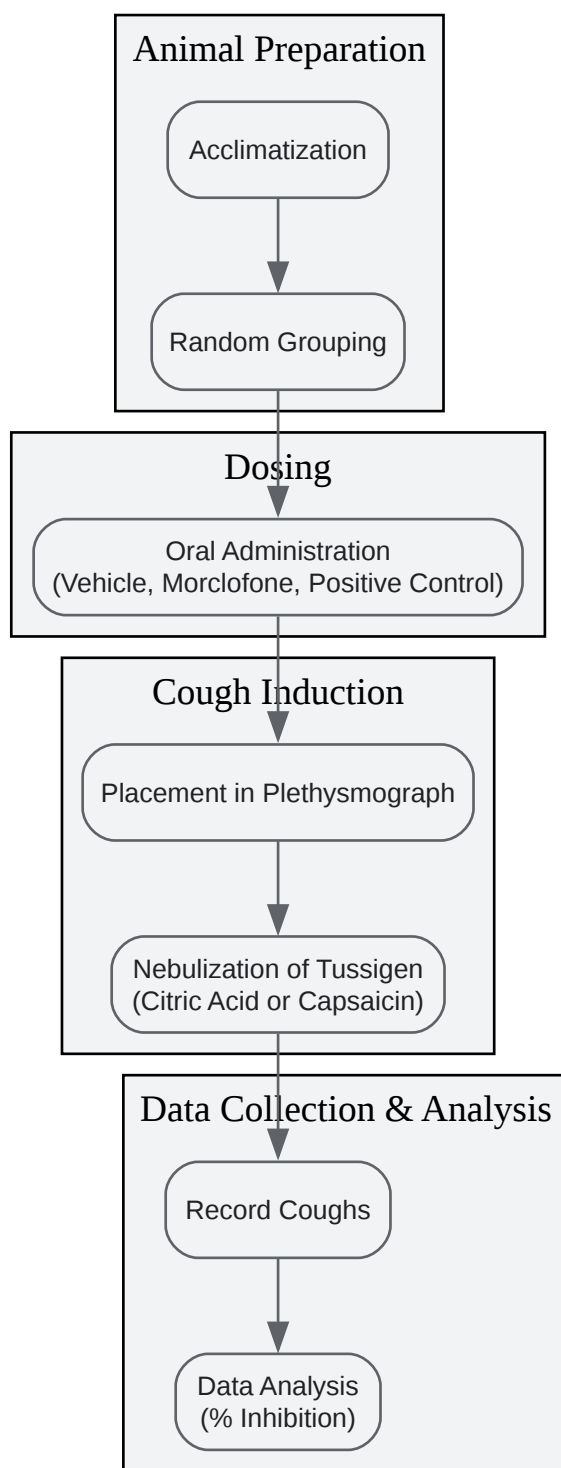 Animal Preparation
Acclimatization
Random Grouping
Dosing
Oral Administration
(Vehicle, Morclofone, Positive Control)
Cough Induction
Placement in Plethysmograph
Nebulization of Tussigen
(Citric Acid or Capsaicin)
Data Collection & Analysis
Record Coughs
Data Analysis
(% Inhibition)